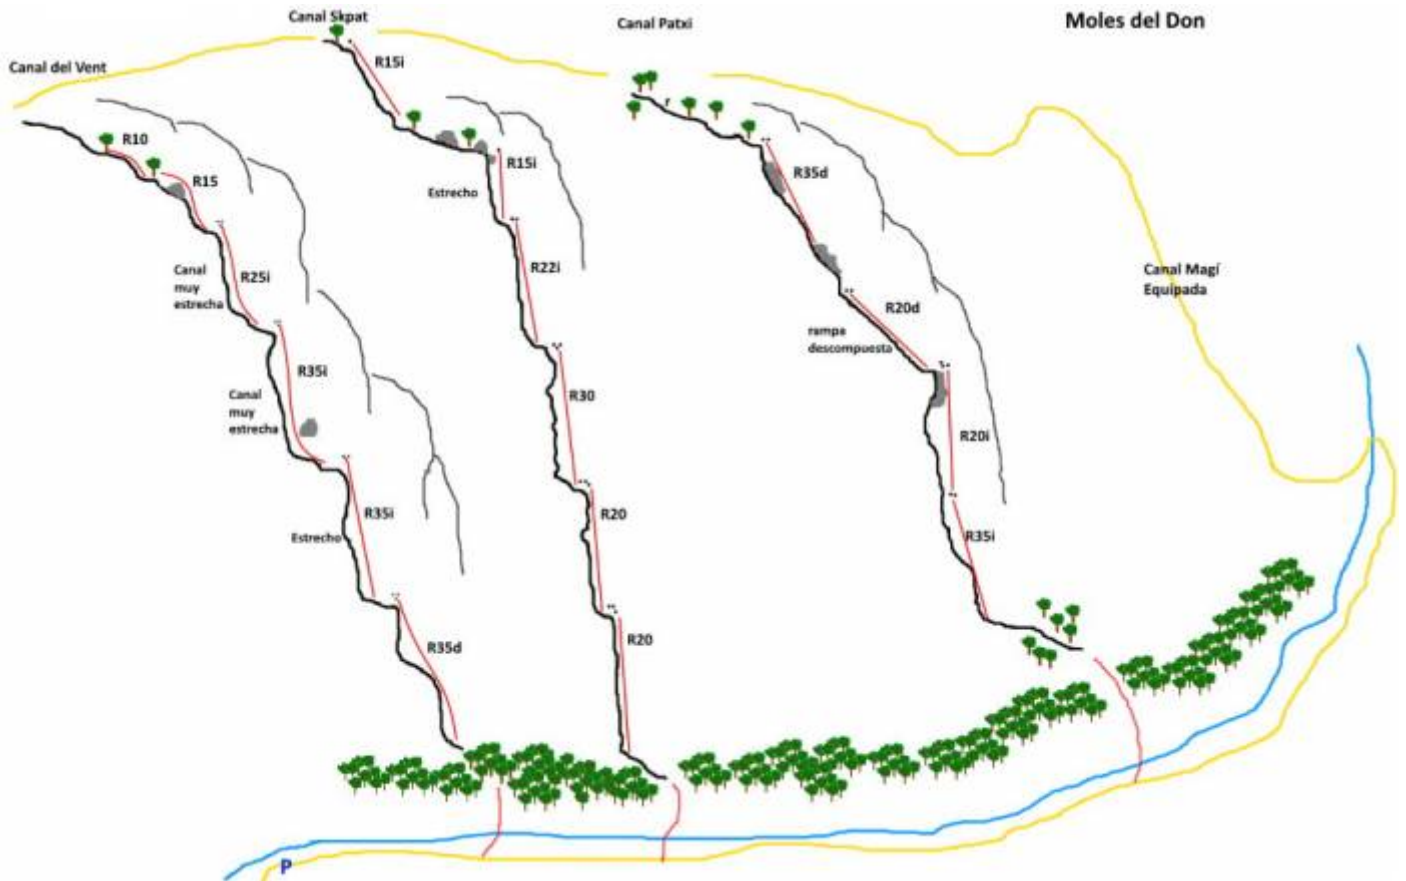 Canal Skpat
Canal Patxi
Moles del Don
Canal del Vent
R15i
R10
R15
R15i
R35d
Estrecho
Canal
muy
estrecha
R25i
R22i
Canal Magí
Equipada
R20d
rampa
descompuesta
R35i
Canal
muy
estrecha
R30
R20i
R35i
Estrecho
R20
R35i
R35d
R20
P
r